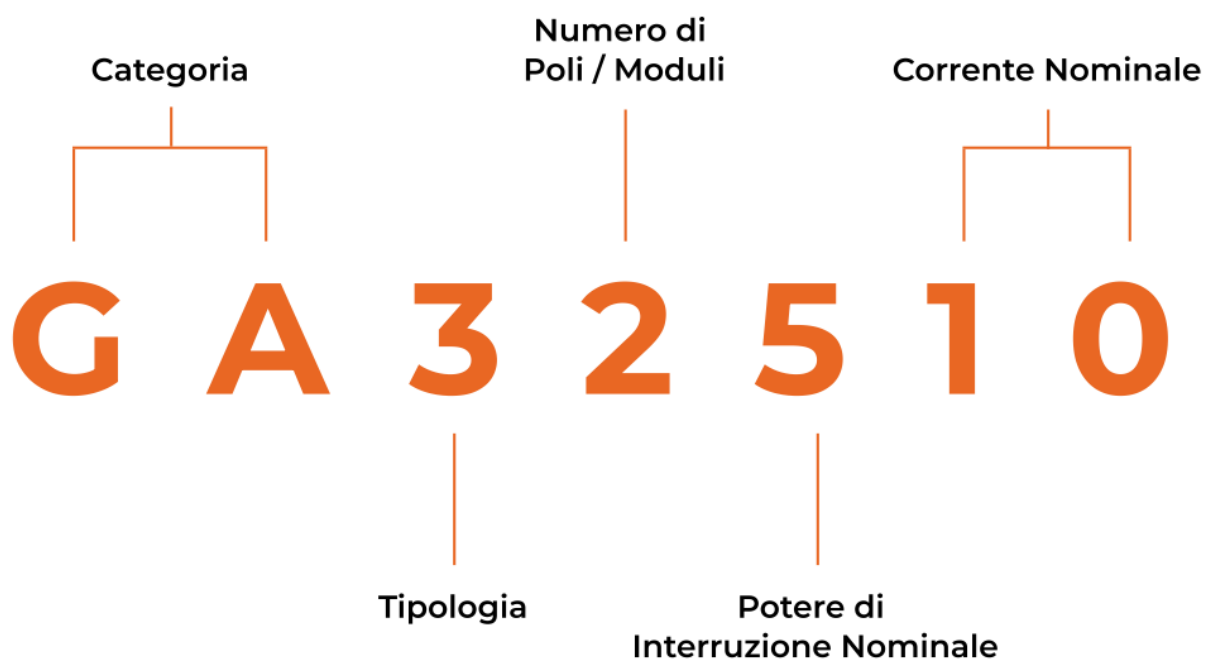 Categoria
Numero di
Poli / Moduli
Corrente Nominale
G A 3 2 5 1 0
Tipologia
Potere di
Interruzione Nominale